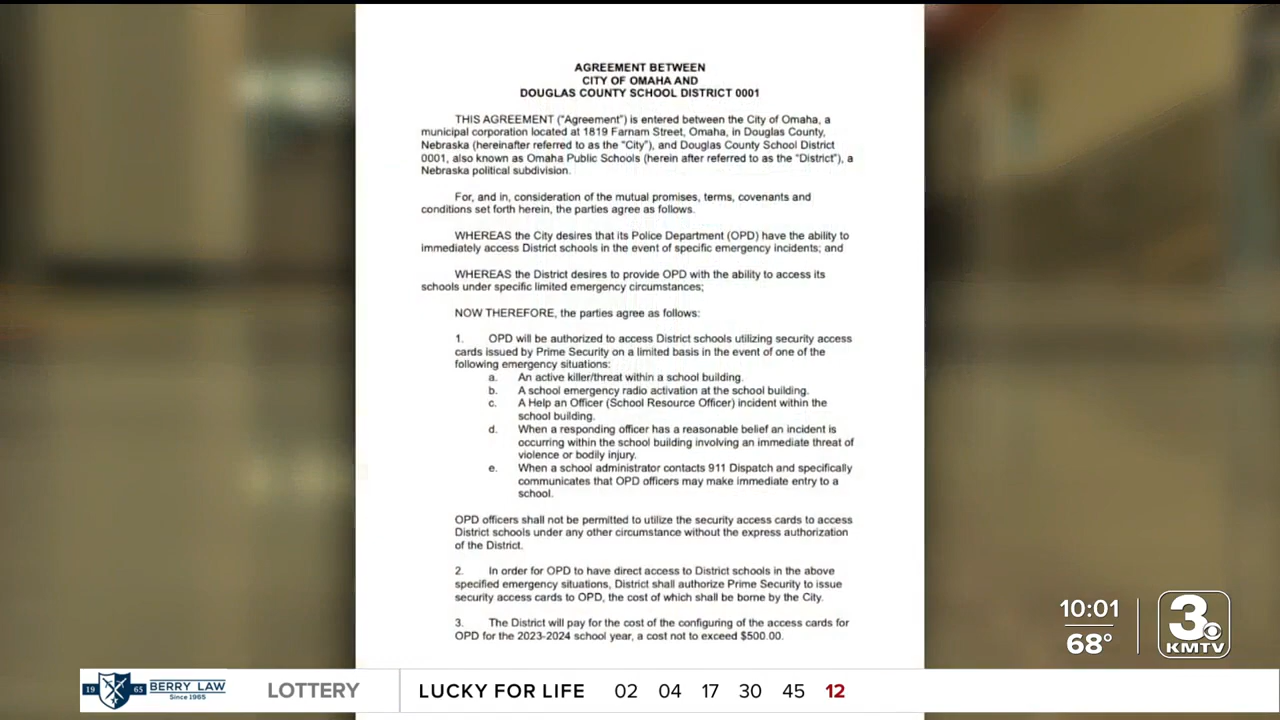 AGREEMENT BETWEEN
CITY OF OMAHA AND
DOUGLAS COUNTY SCHOOL DISTRICT 0001
THIS AGREEMENT ("Agreement") is entered between the City of Omaha, a
municipal corporation located at 1819 Farnam Street, Omaha, in Douglas County,
Nebraska (hereinafter referred to as the "City"), and Douglas County School District
0001, also known as Omaha Public Schools (herein after referred to as the "District"), a
Nebraska political subdivision.
For, and in, consideration of the mutual promises, terms, covenants and
conditions set forth herein, the parties agree as follows.
WHEREAS the City desires that its Police Department (OPD) have the ability to
immediately access District schools in the event of specific emergency incidents; and
WHEREAS the District desires to provide OPD with the ability to access its
schools under specific limited emergency circumstances;
NOW THEREFORE, the parties agree as follows:
1. OPD will be authorized to access District schools utilizing security access
cards issued by Prime Security on a limited basis in the event of one of the
following emergency situations:
a. An active killer/threat within a school building.
b. A school emergency radio activation at the school building.
c. A Help an Officer (School Resource Officer) incident within the
school building.
d. When a responding officer has a reasonable belief an incident is
occurring within the school building involving an immediate threat of
violence or bodily injury.
e. When a school administrator contacts 911 Dispatch and specifically
communicates that OPD officers may make immediate entry to a
school.
OPD officers shall not be permitted to utilize the security access cards to access
District schools under any other circumstance without the express authorization
of the District.
2. In order for OPD to have direct access to District schools in the above
specified emergency situations, District shall authorize Prime Security to issue
security access cards to OPD, the cost of which shall be borne by the City.
3. The District will pay for the cost of the configuring of the access cards for
OPD for the 2023-2024 school year, a cost not to exceed $500.00.
10:01
68°
3
KMTV
19 65 BERRY LAW
Since 1965
LOTTERY
LUCKY FOR LIFE 02 04 17 30 45 12